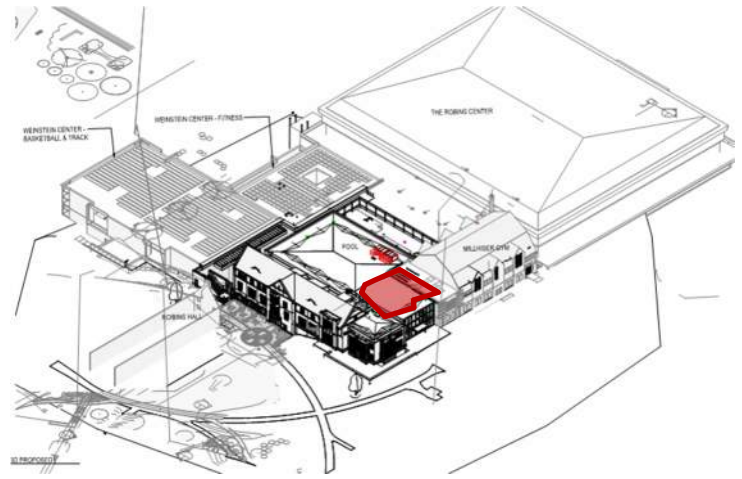 THE ROBINS CENTER
WEINSTEIN CENTER - FITNESS
WEINSTEIN CENTER -
BASKETBALL & TRACK
POOL
MILLHISER GYM
ROBINS HALL
3D PROPOSED